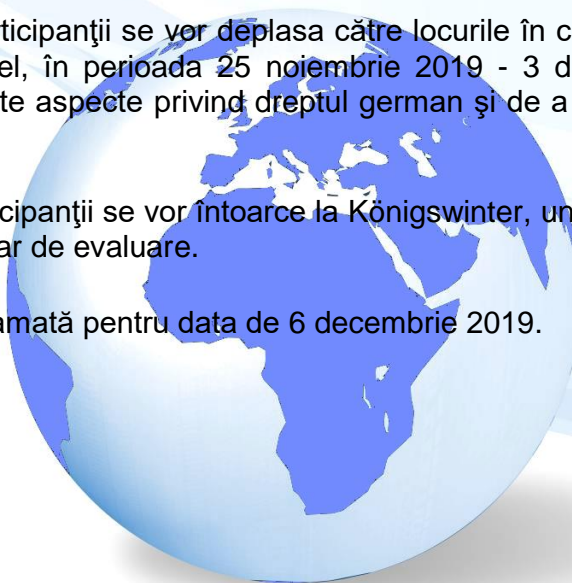 rticipanţii se vor deplasa către locurile în c
el, în perioada 25 noiembrie 2019 - 3 d
te aspecte privind dreptul german şi de a
cipanţii se vor întoarce la Königswinter, un
ar de evaluare.
amată pentru data de 6 decembrie 2019.